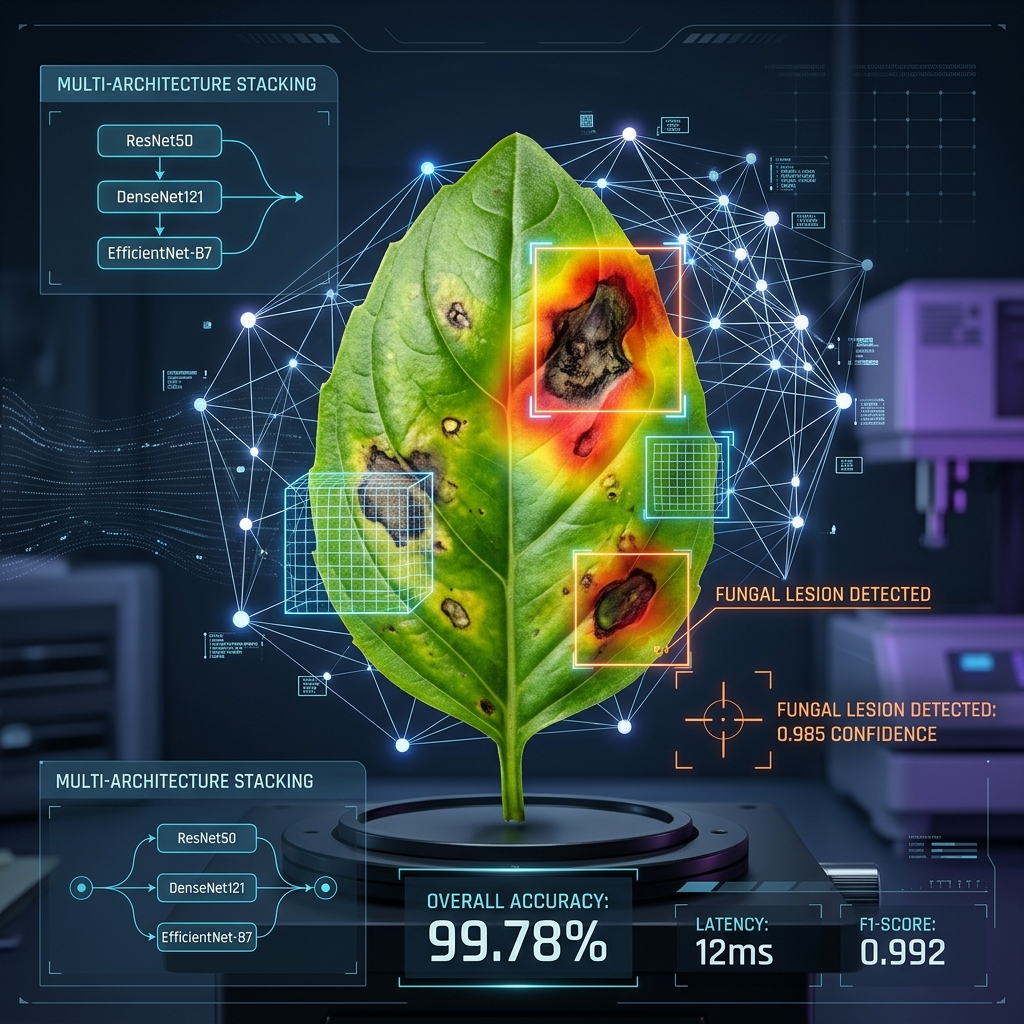 MULTI-ARCHITECTURE STACKING
ResNet50
DenseNet121
EfficientNet-B7
FUNGAL LESION DETECTED
FUNGAL LESION DETECTED:
0.985 CONFIDENCE
MULTI-ARCHITECTURE STACKING
ResNet50
DenseNet121
EfficientNet-B7
OVERALL ACCURACY:
99.78%
LATENCY:
12ms
F1-SCORE:
0.992